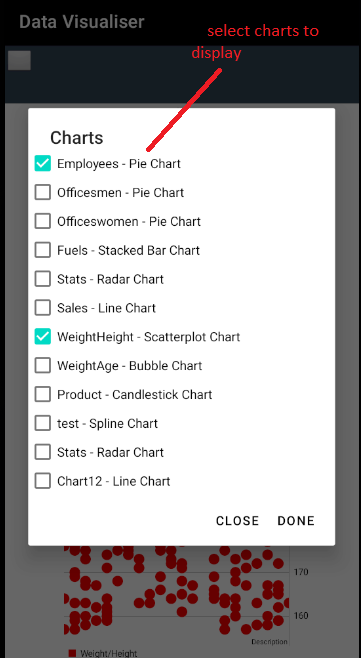 Data Visualiser
select charts to
display
Charts
Employees - Pie Chart
Officesmen - Pie Chart
Officeswomen - Pie Chart
Fuels - Stacked Bar Chart
Stats - Radar Chart
Sales - Line Chart
WeightHeight - Scatterplot Chart
WeightAge - Bubble Chart
Product - Candlestick Chart
test - Spline Chart
Stats - Radar Chart
Chart12 - Line Chart
CLOSE DONE
170
160
Description
Weight/Height